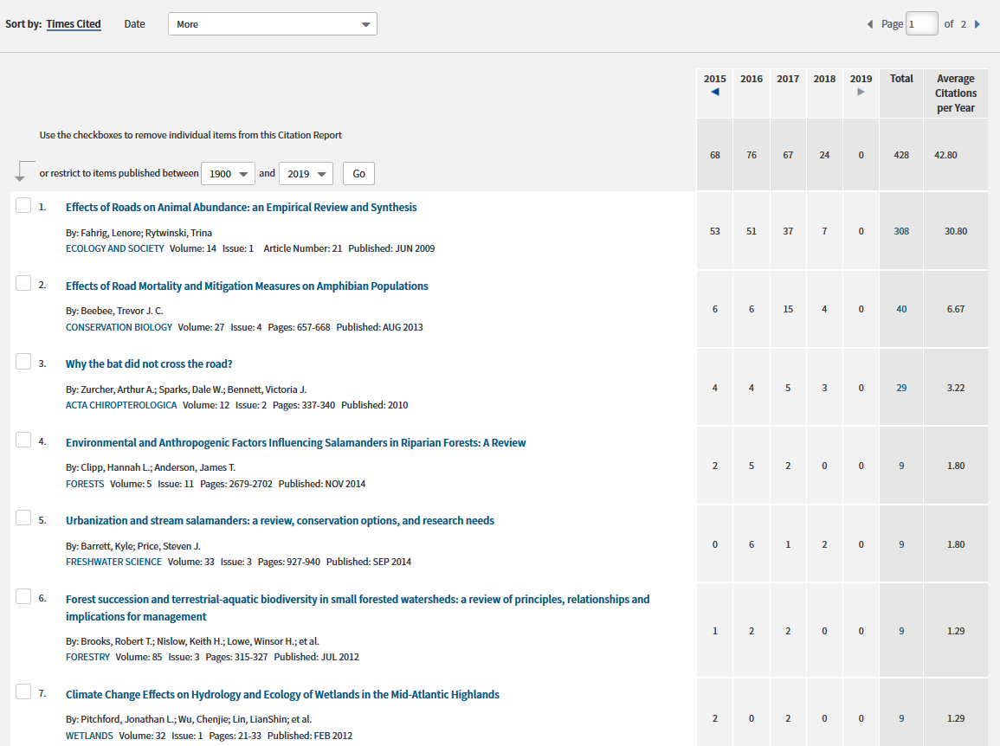 Sort by: Times Cited Date More Page 1 of 2
2015 2016 2017 2018 2019 Total Average Citations per Year
Use the checkboxes to remove individual items from this Citation Report
68 76 67 24 0 428 42.80
or restrict to items published between 1900 and 2019 Go
1. Effects of Roads on Animal Abundance: an Empirical Review and Synthesis
By: Fahrig, Lenore; Rytwinski, Trina
53 51 37 7 0 308 30.80
ECOLOGY AND SOCIETY Volume: 14 Issue: 1 Article Number: 21 Published: JUN 2009
2. Effects of Road Mortality and Mitigation Measures on Amphibian Populations
By: Beebee, Trevor J. C.
6 6 15 4 0 40 6.67
CONSERVATION BIOLOGY Volume: 27 Issue: 4 Pages: 657-668 Published: AUG 2013
3. Why the bat did not cross the road?
By: Zurcher, Arthur A.; Sparks, Dale W.; Bennett, Victoria J.
4 4 5 3 0 29 3.22
ACTA CHIROPTEROLOGICA Volume: 12 Issue: 2 Pages: 337-340 Published: 2010
4. Environmental and Anthropogenic Factors Influencing Salamanders in Riparian Forests: A Review
By: Clipp, Hannah L.; Anderson, James T.
2 5 2 0 0 9 1.80
FORESTS Volume: 5 Issue: 11 Pages: 2679-2702 Published: NOV 2014
5. Urbanization and stream salamanders: a review, conservation options, and research needs
By: Barrett, Kyle; Price, Steven J.
0 6 1 2 0 9 1.80
FRESHWATER SCIENCE Volume: 33 Issue: 3 Pages: 927-940 Published: SEP 2014
6. Forest succession and terrestrial-aquatic biodiversity in small forested watersheds: a review of principles, relationships and
implications for management
1 2 2 0 0 9 1.29
By: Brooks, Robert T.; Nislow, Keith H.; Lowe, Winsor H.; et al.
FORESTRY Volume: 85 Issue: 3 Pages: 315-327 Published: JUL 2012
7. Climate Change Effects on Hydrology and Ecology of Wetlands in the Mid-Atlantic Highlands
By: Pitchford, Jonathan L.; Wu, Chenjie; Lin, LianShin; et al.
2 0 2 0 0 9 1.29
WETLANDS Volume: 32 Issue: 1 Pages: 21-33 Published: FEB 2012